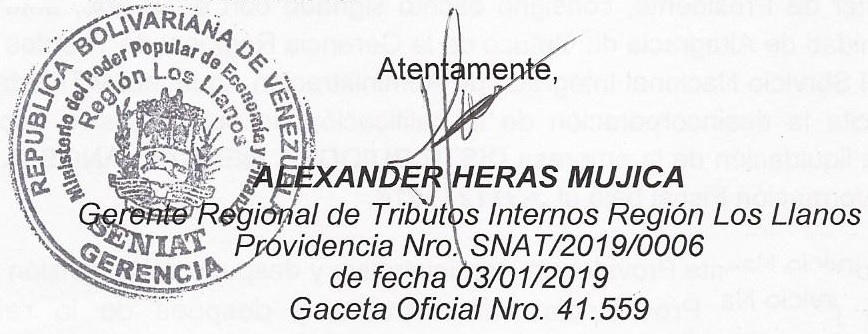 Atentamente,
REPUBLICA BOLIVARIANA DE VENEZUELA
Ministerio del Poder Popular de Economía y Finanzas
Región Los Llanos
SENIAT
GERENCIA
ALEXANDER HERAS MUJICA
Gerente Regional de Tributos Internos Región Los Llanos
Providencia Nro. SNAT/2019/0006
de fecha 03/01/2019
Gaceta Oficial Nro. 41.559